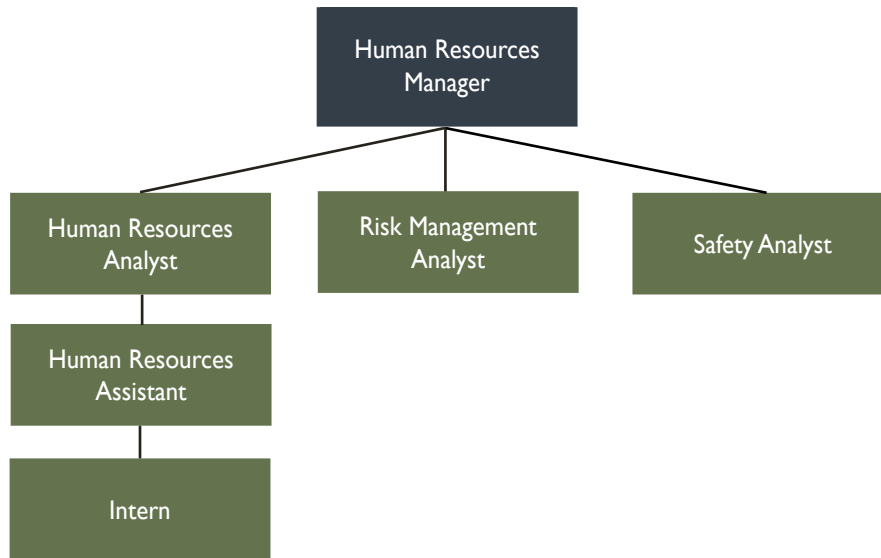 Human Resources
Manager
Human Resources
Analyst
Risk Management
Analyst
Safety Analyst
Human Resources
Assistant
Intern